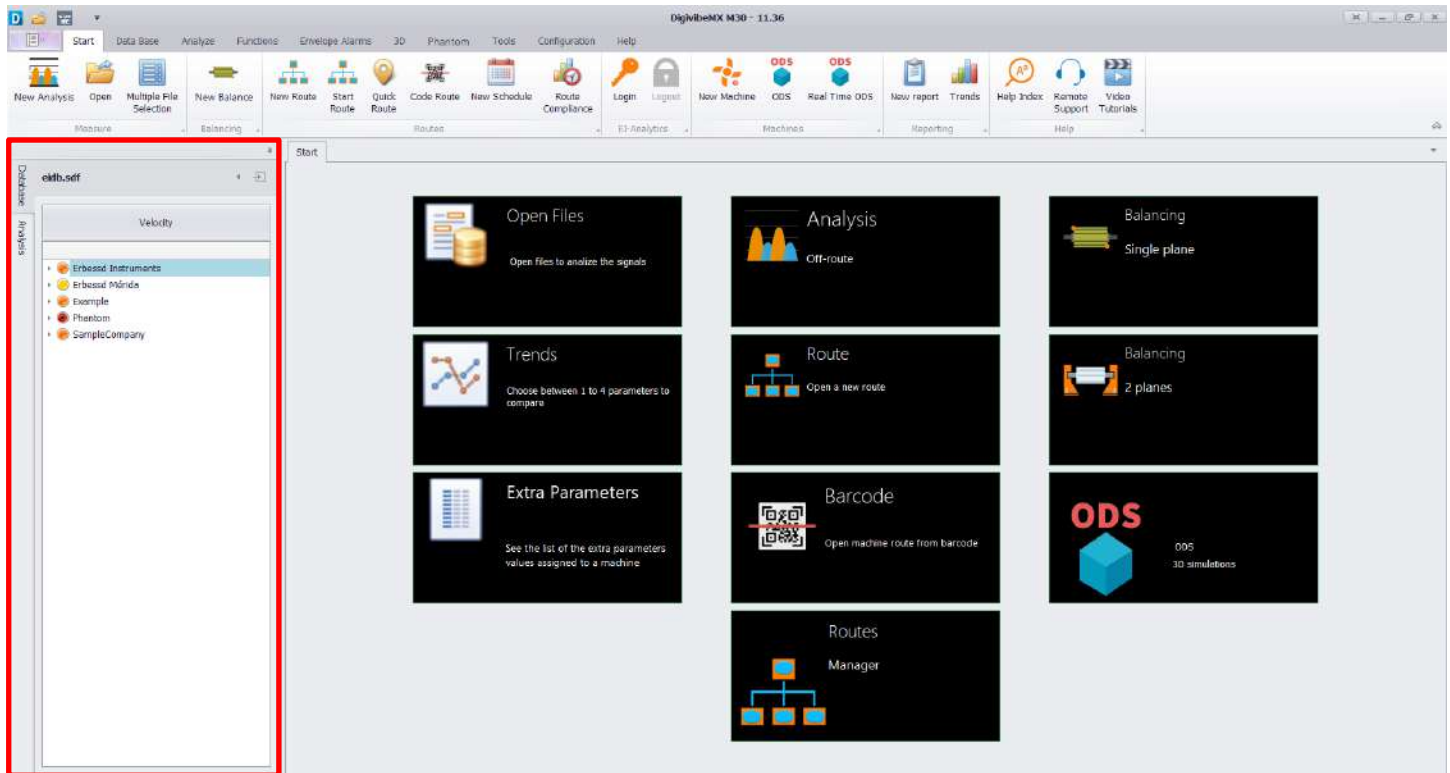 D
DigivibeMX M30 - 11.36
Start Data Base Analyze Functions Envelope Alarms 3D Phantom Tools Configuration Help
ODS ODS
New Analysis Open Multiple File Selection New Balance New Route Start Route Quick Route Code Route New Schedule Route Compliance Login Logout New Machine ODS Real Time ODS New report Trends Help Index Remote Support Video Tutorials
Measure Balancing Routes EI-Analytics Machines Reporting Help
Start
Database
Analysis
eidb.sdf
Velocity
Erbessd Instruments
Erbessd Mérida
Example
Phantom
SampleCompany
Open Files
Open files to analize the signals
Analysis
Off-route
Balancing
Single plane
Trends
Choose between 1 to 4 parameters to
compare
Route
Open a new route
Balancing
2 planes
Extra Parameters
See the list of the extra parameters
values assigned to a machine
Barcode
Open machine route from barcode
ODS
ODS
3D simulations
Routes
Manager